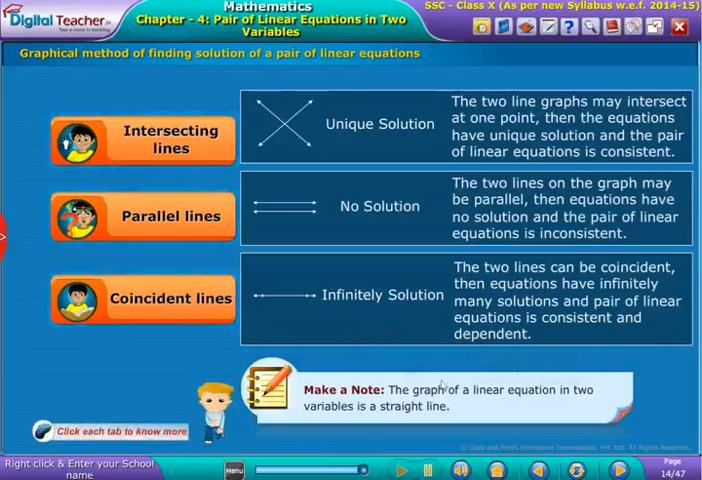 Digital Teacher.in
Mathematics
Chapter - 4: Pair of Linear Equations in Two
Variables
SSC - Class X (As per new Syllabus w.e.f. 2014-15)
Graphical method of finding solution of a pair of linear equations
Intersecting
lines
Unique Solution
The two line graphs may intersect
at one point, then the equations
have unique solution and the pair
of linear equations is consistent.
Parallel lines
No Solution
The two lines on the graph may
be parallel, then equations have
no solution and the pair of linear
equations is inconsistent.
Coincident lines
Infinitely Solution
The two lines can be coincident,
then equations have infinitely
many solutions and pair of linear
equations is consistent and
dependent.
Make a Note: The graph of a linear equation in two
variables is a straight line.
Click each tab to know more
Right click & Enter your School
name
Menu
Page
14/47